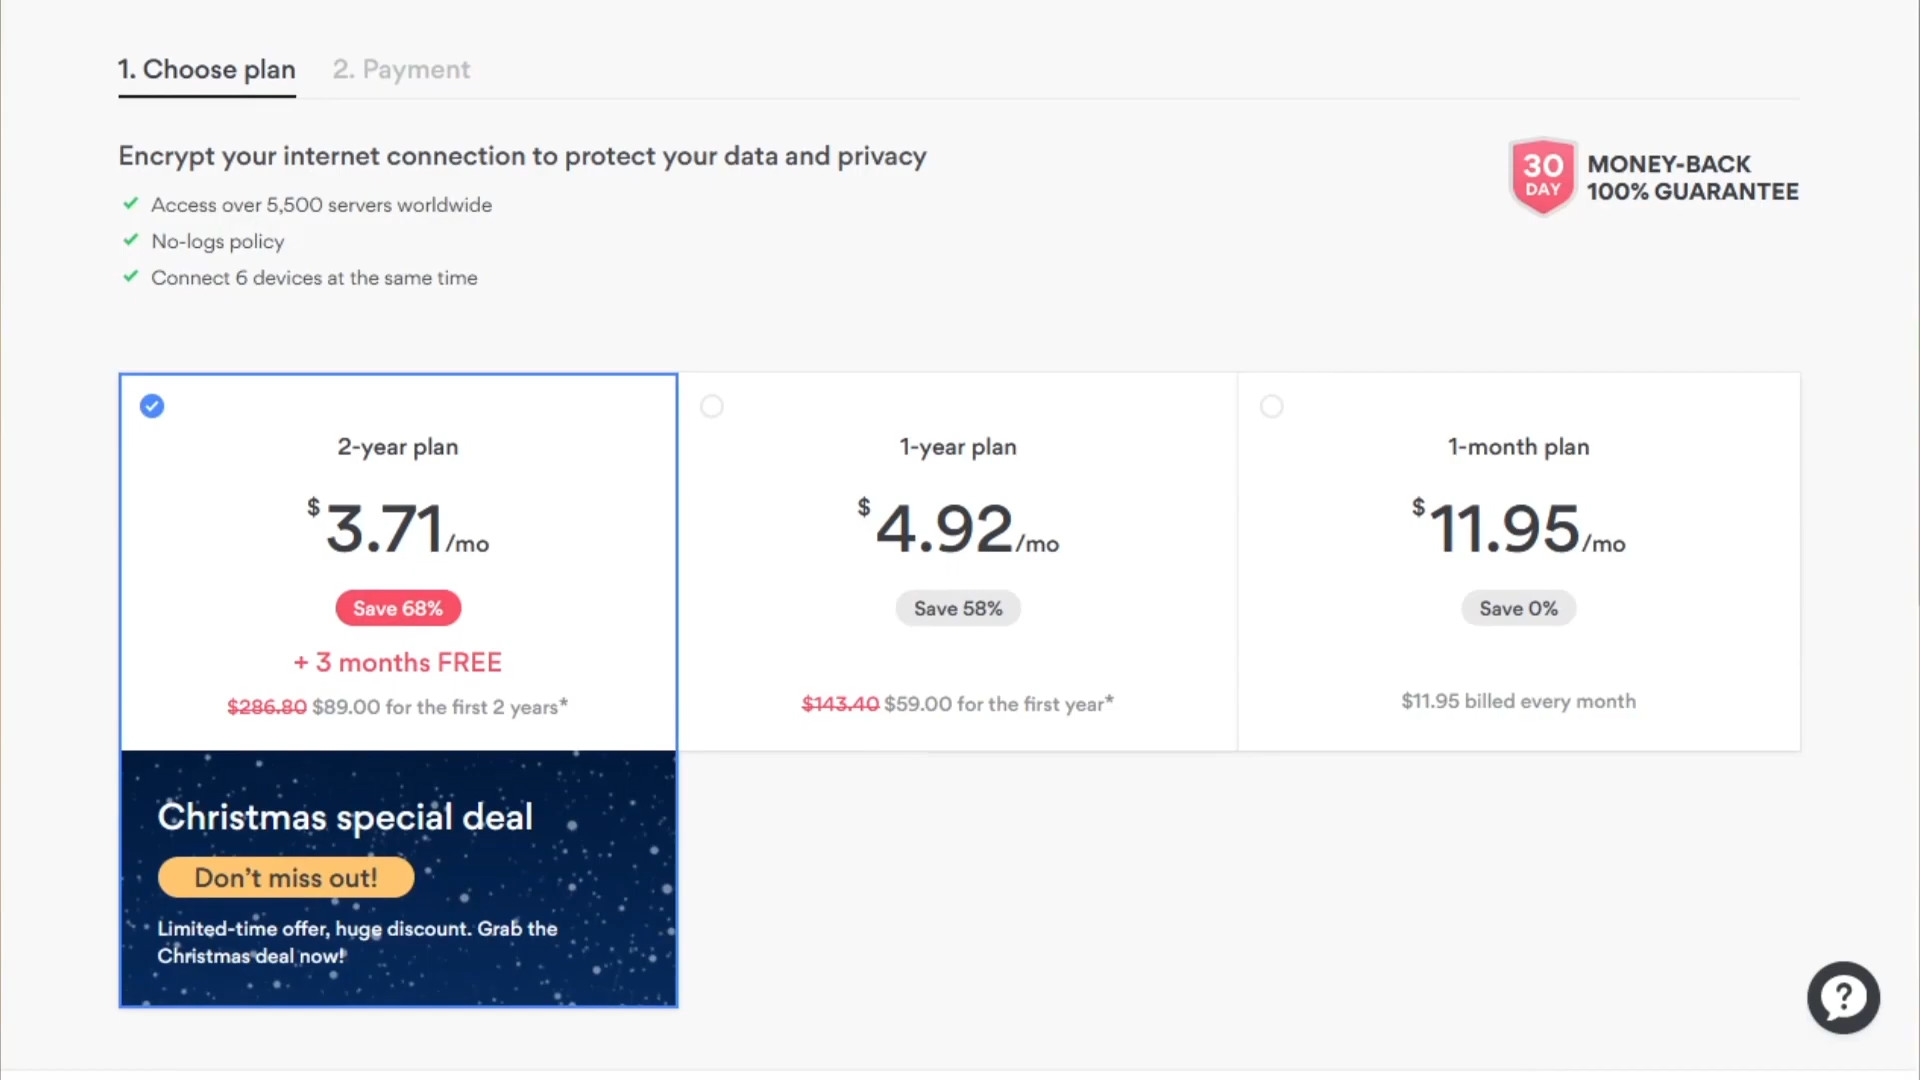 1. Choose plan 2. Payment
Encrypt your internet connection to protect your data and privacy
Access over 5,500 servers worldwide
No-logs policy
Connect 6 devices at the same time
30
DAY
MONEY-BACK
100% GUARANTEE
2-year plan
$3.71/mo
Save 68%
+ 3 months FREE
$286.80 $89.00 for the first 2 years*
1-year plan
$4.92/mo
Save 58%
$143.40 $59.00 for the first year*
1-month plan
$11.95/mo
Save 0%
$11.95 billed every month
Christmas special deal
Don't miss out!
Limited-time offer, huge discount. Grab the
Christmas deal now!
?